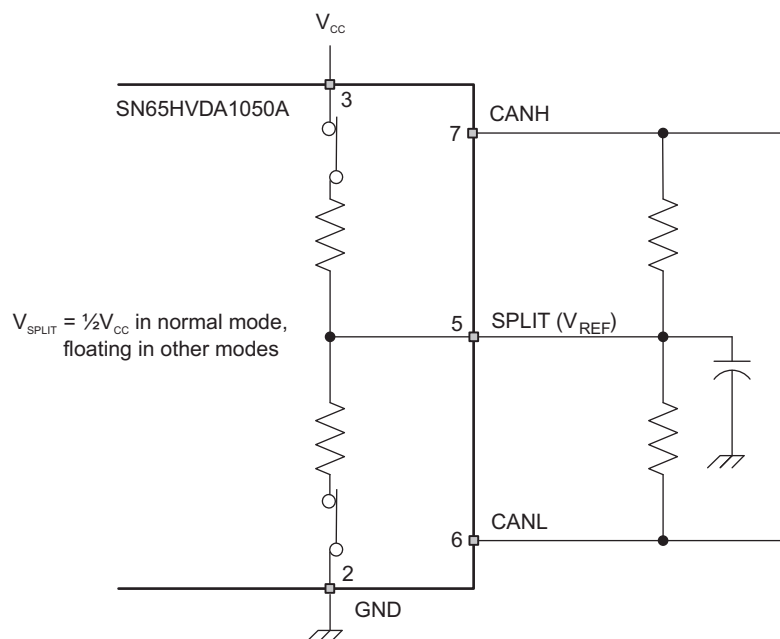 VCC
SN65HVDA1050A
3
7
CANH
VSPLIT = ½VCC in normal mode,
floating in other modes
5
SPLIT (VREF)
6
CANL
2
GND